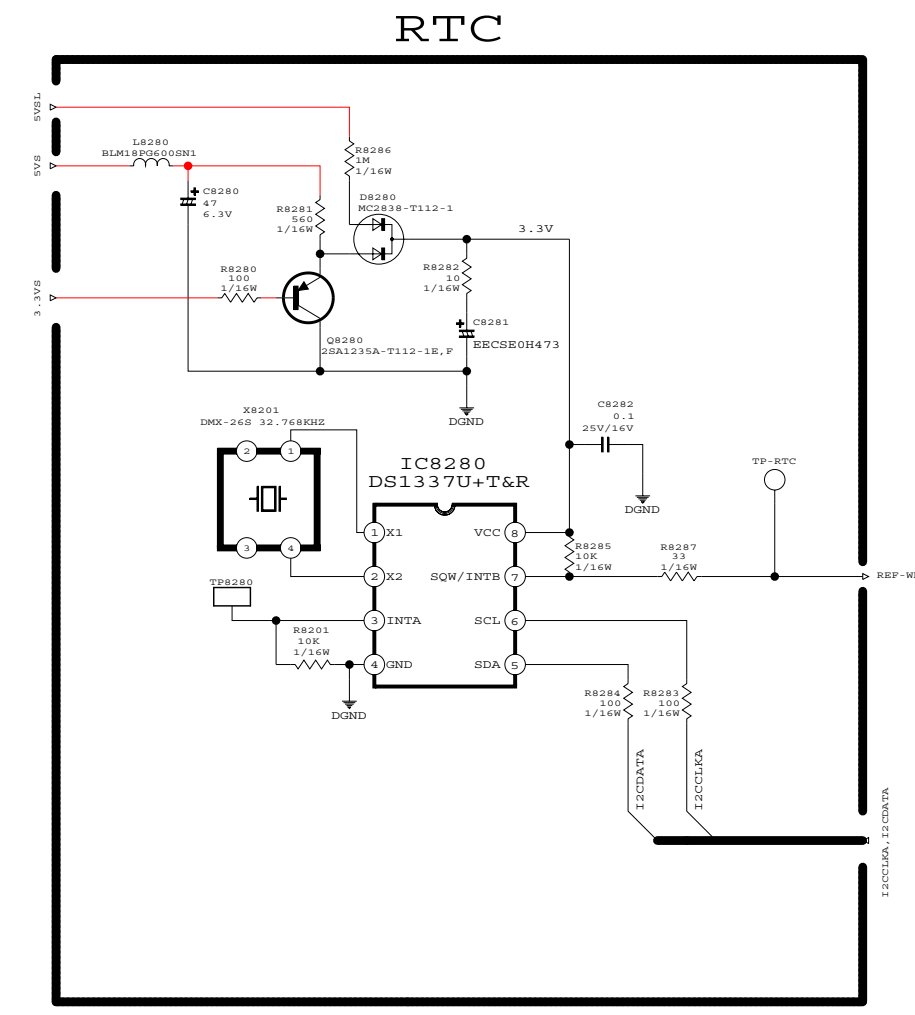 RTC
5VSL
L8280
BLM18PG600SN1
5VS
R8286
1M
1/16W
C8280
47
6.3V
D8280
MC2838-T112-1
R8281
560
1/16W
3.3V
R8280
100
1/16W
R8282
10
1/16W
3.3VS
C8281
EECSE0H473
Q8280
2SA1235A-T112-1E,F
DGND
X8201
DMX-26S 32.768KHZ
2
1
3
4
C8282
0.1
25V/16V
DGND
IC8280
DS1337U+T&R
TP-RTC
1 X1
VCC 8
R8285
10K
1/16W
R8287
33
1/16W
2 X2
SQW/INTB 7
TP8280
3 INTA
SCL 6
R8201
10K
1/16W
4 GND
SDA 5
DGND
R8284
100
1/16W
R8283
100
1/16W
I2CDATA
I2CCLKA
I2CCLKA,I2CDATA